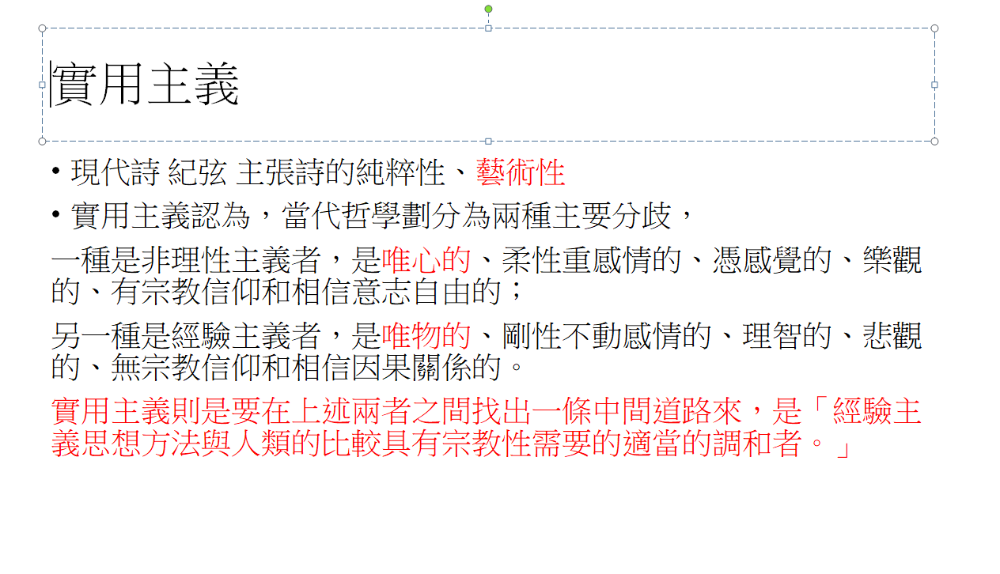 實用主義
• 現代詩 紀弦 主張詩的純粹性、藝術性
• 實用主義認為，當代哲學劃分為兩種主要分歧，
一種是非理性主義者，是唯心的、柔性重感情的、憑感覺的、樂觀
的、有宗教信仰和相信意志自由的；
另一種是經驗主義者，是唯物的、剛性不動感情的、理智的、悲觀
的、無宗教信仰和相信因果關係的。
實用主義則是要在上述兩者之間找出一條中間道路來，是「經驗主
義思想方法與人類的比較具有宗教性需要的適當的調和者。」